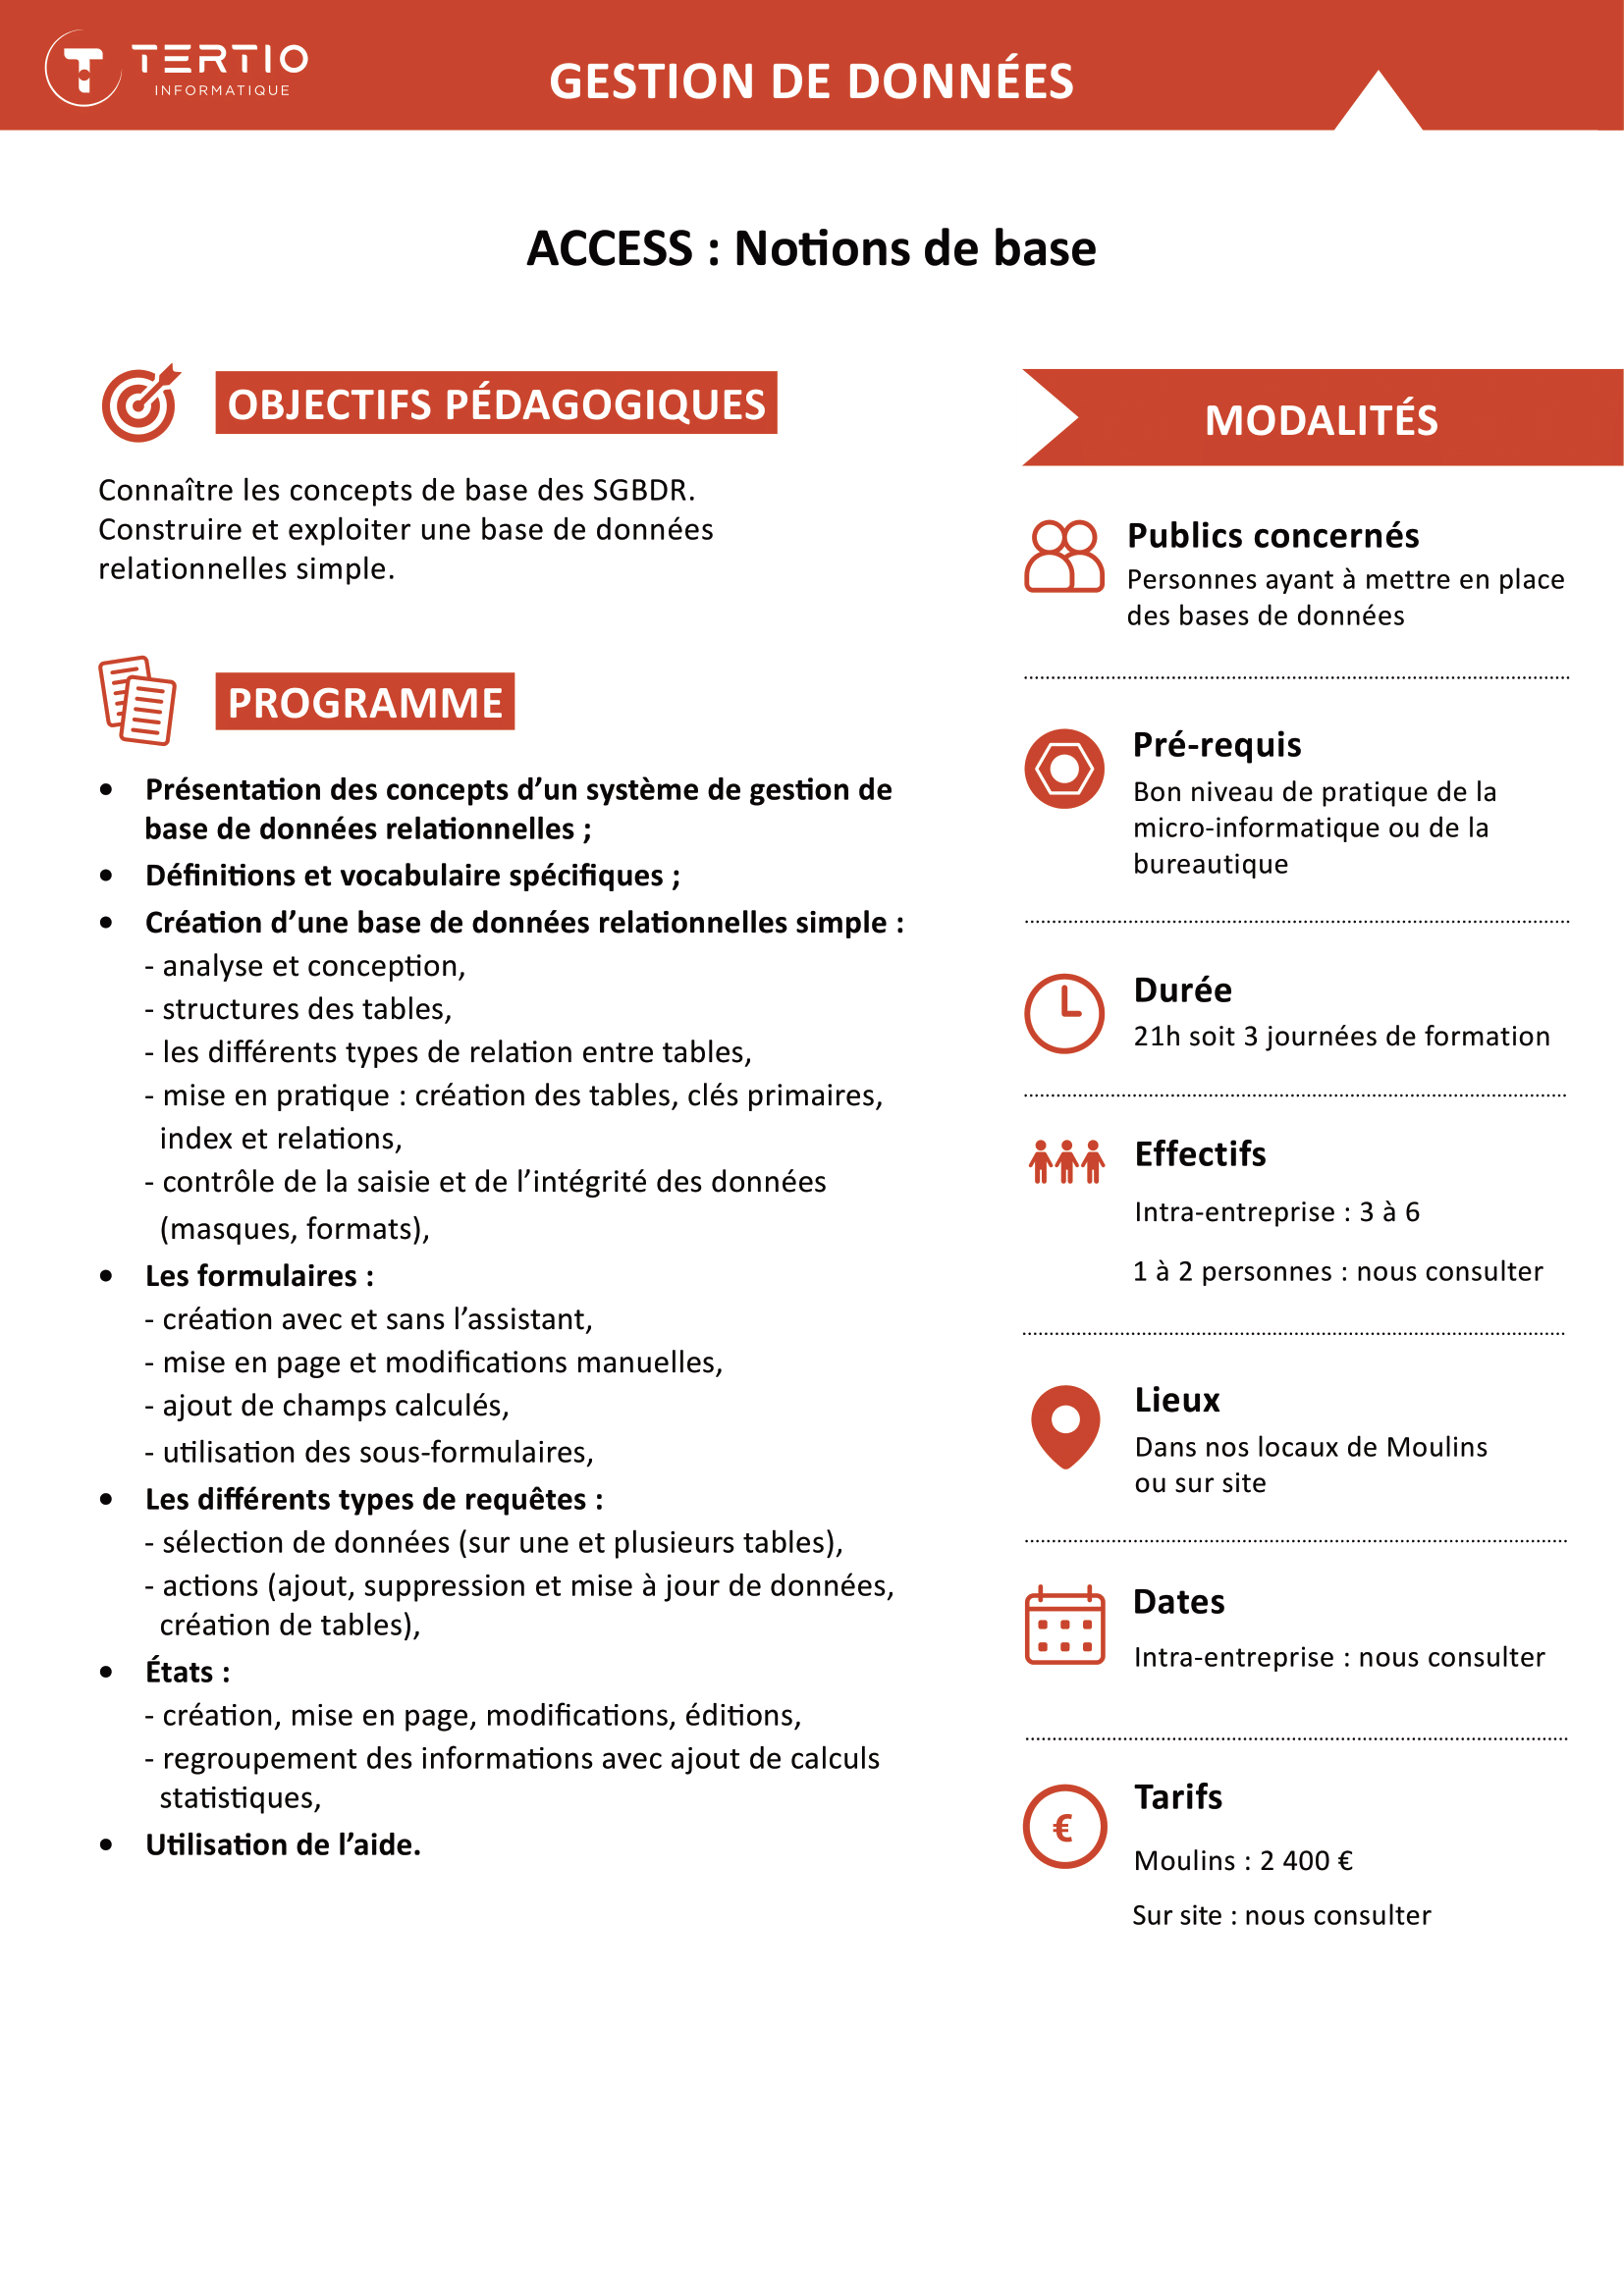 TERTIO
INFORMATIQUE
GESTION DE DONNÉES
ACCESS : Notions de base
OBJECTIFS PÉDAGOGIQUES
Connaître les concepts de base des SGBDR.
Construire et exploiter une base de données
relationnelles simple.
PROGRAMME
• Présentation des concepts d’un système de gestion de
base de données relationnelles ;
• Définitions et vocabulaire spécifiques ;
• Création d’une base de données relationnelles simple :
- analyse et conception,
- structures des tables,
- les différents types de relation entre tables,
- mise en pratique : création des tables, clés primaires,
index et relations,
- contrôle de la saisie et de l’intégrité des données
(masques, formats),
• Les formulaires :
- création avec et sans l’assistant,
- mise en page et modifications manuelles,
- ajout de champs calculés,
- utilisation des sous-formulaires,
• Les différents types de requêtes :
- sélection de données (sur une et plusieurs tables),
- actions (ajout, suppression et mise à jour de données,
création de tables),
• États :
- création, mise en page, modifications, éditions,
- regroupement des informations avec ajout de calculs
statistiques,
• Utilisation de l’aide.
MODALITÉS
Publics concernés
Personnes ayant à mettre en place
des bases de données
Pré-requis
Bon niveau de pratique de la
micro-informatique ou de la
bureautique
Durée
21h soit 3 journées de formation
Effectifs
Intra-entreprise : 3 à 6
1 à 2 personnes : nous consulter
Lieux
Dans nos locaux de Moulins
ou sur site
Dates
Intra-entreprise : nous consulter
€
Tarifs
Moulins : 2 400 €
Sur site : nous consulter